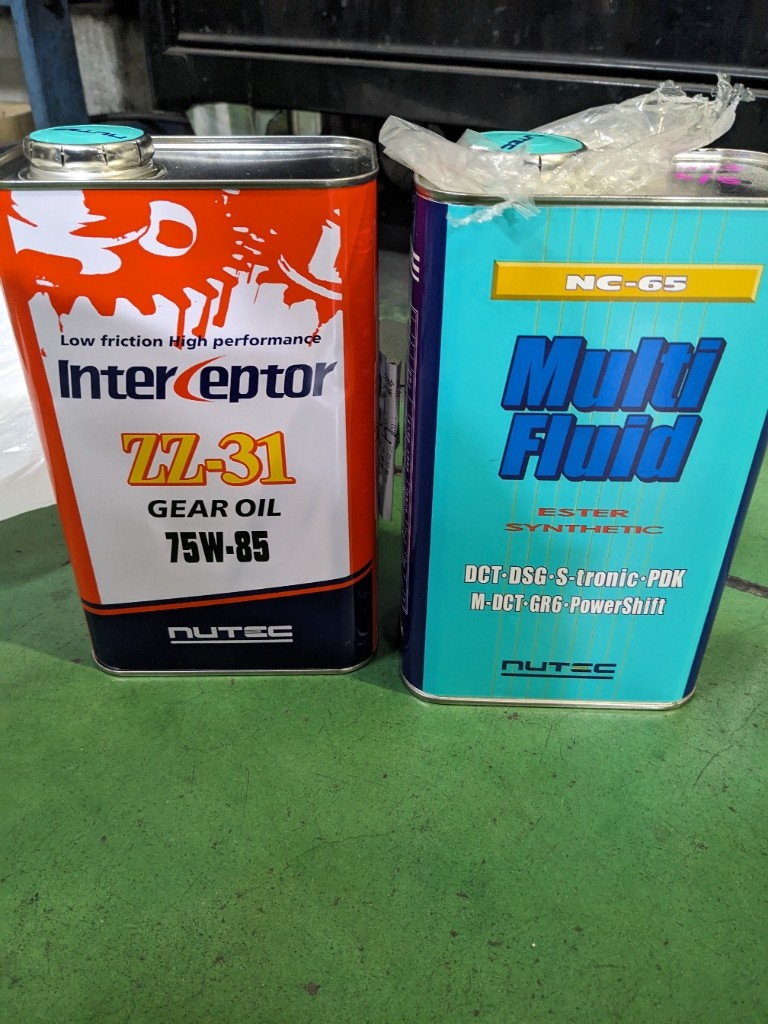 NUTEC
Low friction High performance
Interceptor
ZZ-31
GEAR OIL
75W-85
NUTEC
NC-65
Multi
Fluid
ESTER
SYNTHETIC
DCT·DSG·S-tronic·PDK
M-DCT·GR6·PowerShift
NUTEC